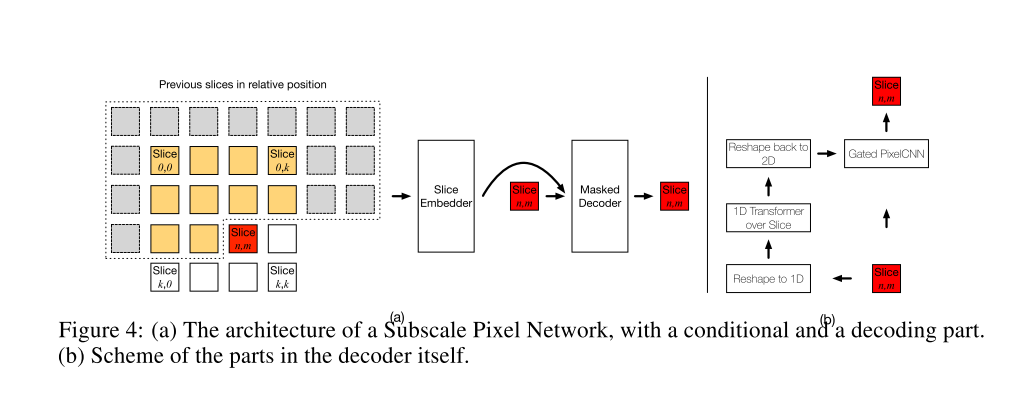 Previous slices in relative position
Slice
0,0
Slice
0,k
Slice
n,m
Slice
k,0
Slice
k,k
Slice
Embedder
Slice
n,m
Masked
Decoder
Slice
n,m
(a)
Slice
n,m
Reshape back to
2D
Gated PixelCNN
1D Transformer
over Slice
Reshape to 1D
Slice
n,m
(b)
Figure 4: (a) The architecture of a Subscale Pixel Network, with a conditional and a decoding part.
(b) Scheme of the parts in the decoder itself.